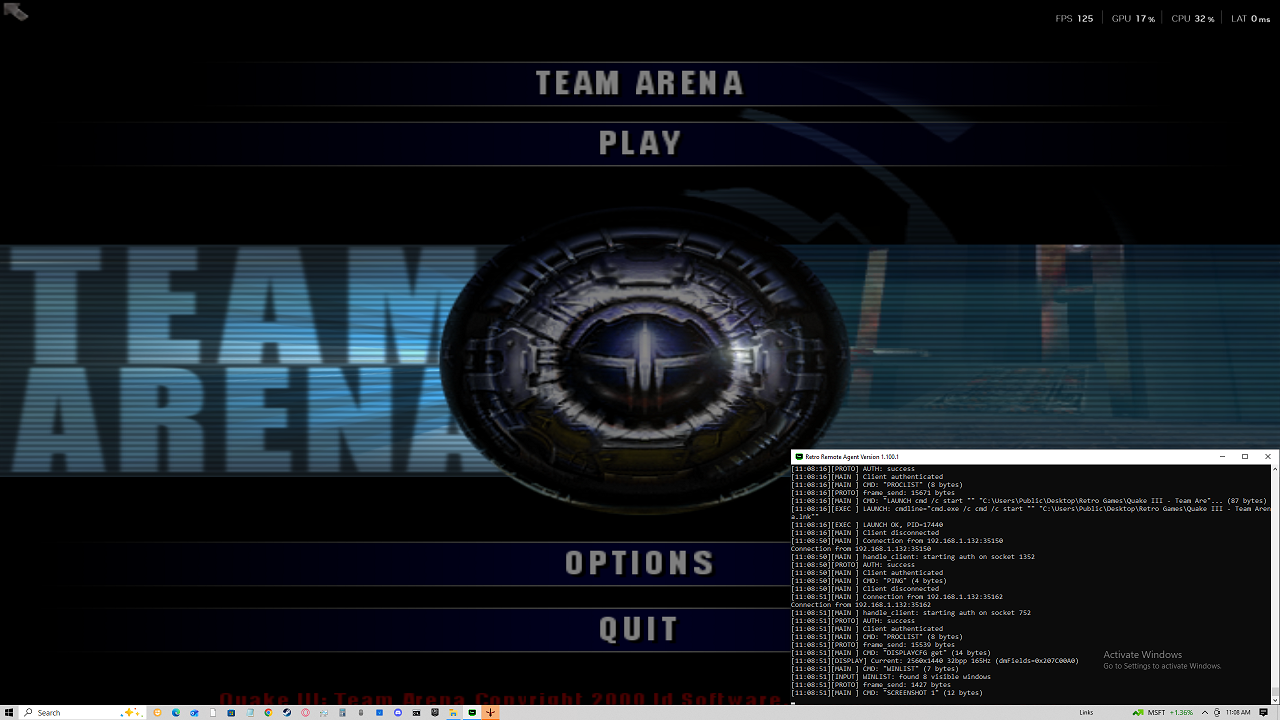 FPS 125 GPU 17 % CPU 32 % LAT 0 ms
TEAM ARENA
PLAY
TEAM
ARENA
OPTIONS
QUIT
Quake III: Team Arena Copyright 2000 Id Software
Retro Remote Agent Version 1.100.1
[11:08:16][PROTO] AUTH: success
[11:08:16][MAIN ] Client authenticated
[11:08:16][MAIN ] CMD: "PROCLIST" (8 bytes)
[11:08:16][PROTO] frame_send: 15671 bytes
[11:08:16][MAIN ] CMD: "LAUNCH cmd /c start "" "C:\Users\Public\Desktop\Retro Games\Quake III - Team Are"... (87 bytes)
[11:08:16][EXEC ] LAUNCH: cmdline="cmd.exe /c cmd /c start "" "C:\Users\Public\Desktop\Retro Games\Quake III - Team Aren
a.lnk""
[11:08:16][EXEC ] LAUNCH OK, PID=17440
[11:08:16][MAIN ] Client disconnected
[11:08:50][MAIN ] Connection from 192.168.1.132:35150
Connection from 192.168.1.132:35150
[11:08:50][MAIN ] handle_client: starting auth on socket 1352
[11:08:50][PROTO] AUTH: success
[11:08:50][MAIN ] Client authenticated
[11:08:50][MAIN ] CMD: "PING" (4 bytes)
[11:08:50][MAIN ] Client disconnected
[11:08:51][MAIN ] Connection from 192.168.1.132:35162
Connection from 192.168.1.132:35162
[11:08:51][MAIN ] handle_client: starting auth on socket 752
[11:08:51][PROTO] AUTH: success
[11:08:51][MAIN ] Client authenticated
[11:08:51][MAIN ] CMD: "PROCLIST" (8 bytes)
[11:08:51][PROTO] frame_send: 15539 bytes
[11:08:51][MAIN ] CMD: "DISPLAYCFG get" (14 bytes)
[11:08:51][DISPLAY] Current: 2560x1440 32bpp 165Hz (dmFields=0x207C00A0)
[11:08:51][MAIN ] CMD: "WINLIST" (7 bytes)
[11:08:51][INPUT] WINLIST: found 8 visible windows
[11:08:51][PROTO] frame_send: 1427 bytes
[11:08:51][MAIN ] CMD: "SCREENSHOT 1" (12 bytes)
Activate Windows
Go to Settings to activate Windows.
Search
Links
MSFT +1.36%
11:08 AM